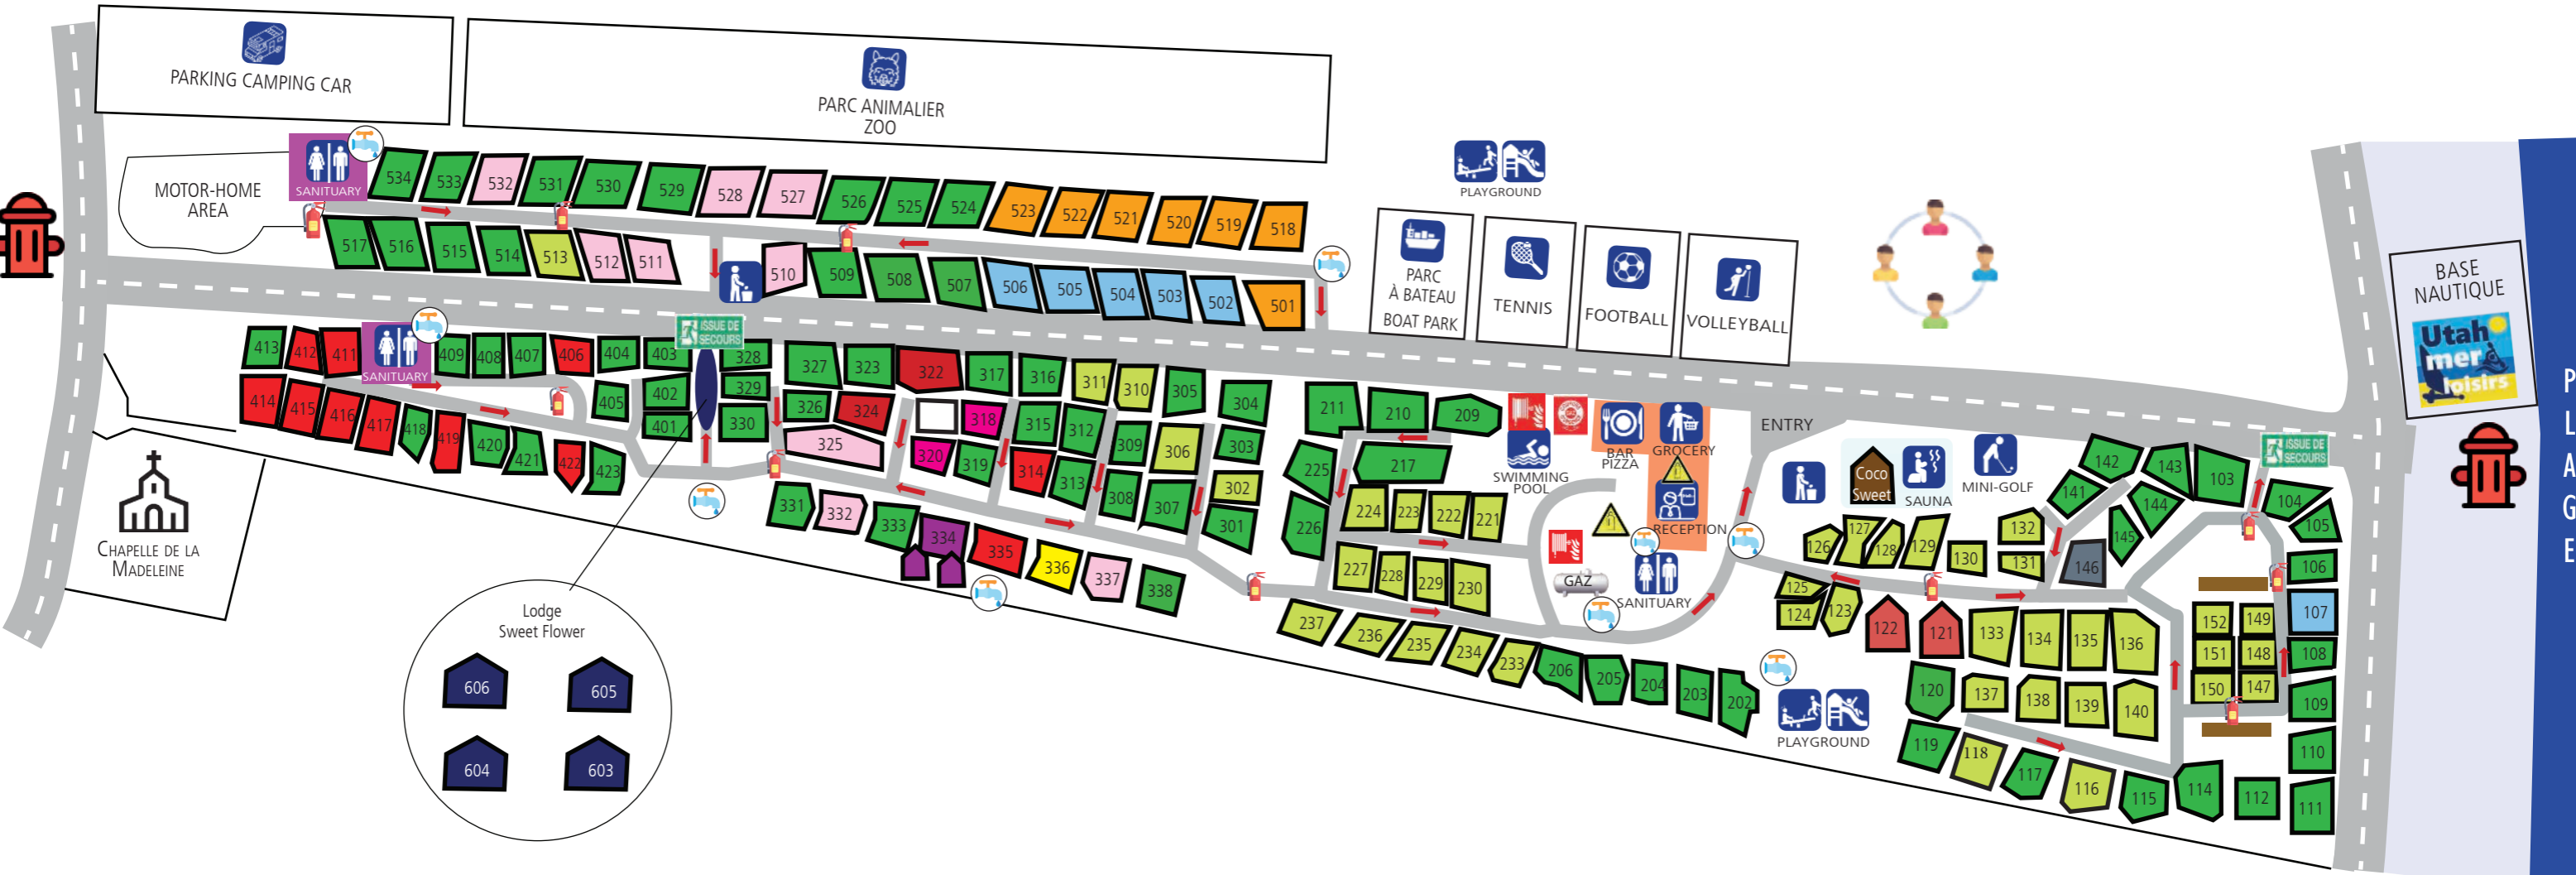 PARKING CAMPING CAR
PARC ANIMALIER
ZOO
MOTOR-HOME
AREA
SANITUARY
534 533 532 531 530 529 528 527 526 525 524 523 522 521 520 519 518
517 516 515 514 513 512 511 510 509 508 507 506 505 504 503 502 501
PLAYGROUND
PARC
À BATEAU
BOAT PARK
TENNIS
FOOTBALL
VOLLEYBALL
BASE
NAUTIQUE
Utah
mer
loisirs
P
L
A
G
E
413 412 411
SANITUARY
409 408 407 406 404 403
ISSUE DE
SECOURS
328 327 323 322 317 316 311 310 305 304
414 415 416 417 418 419 420 421 422 423
405 402 401 329 330 326 324 325
318 320 319 315 314 312 313 309 308 306 307 303 302 301
331 332 333 334 335 336 337 338
CHAPELLE DE LA
MADELEINE
Lodge
Sweet Flower
606 605
604 603
211 210 209
225 217
226 224 223 222 221
227 228 229 230
237 236 235 234 233 206 205 204 203 202
SWIMMING
POOL
BAR
PIZZA
GROCERY
RECEPTION
GAZ
SANITUARY
ENTRY
PLAYGROUND
Coco
Sweet
SAUNA
MINI-GOLF
ISSUE DE
SECOURS
142 143 103 104 105
141 144 145 146
126 127 128 129 130 132 131
125 124 123 122 121 133 134 135 136
120 137 138 139 140
119 118 117 116 115 114 112 111
152 149
151 148
150 147
106
107
108
109
110